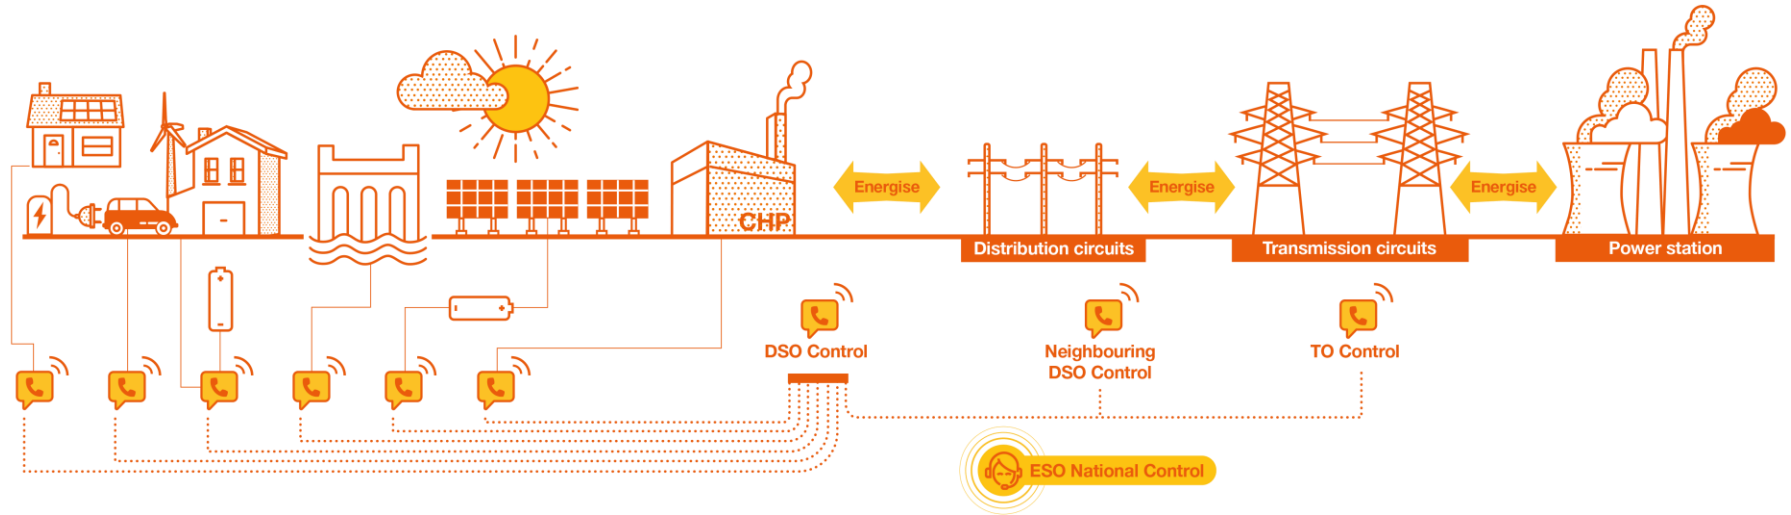 CHP
Energise
Energise
Energise
Distribution circuits
Transmission circuits
Power station
DSO Control
Neighbouring
DSO Control
TO Control
ESO National Control